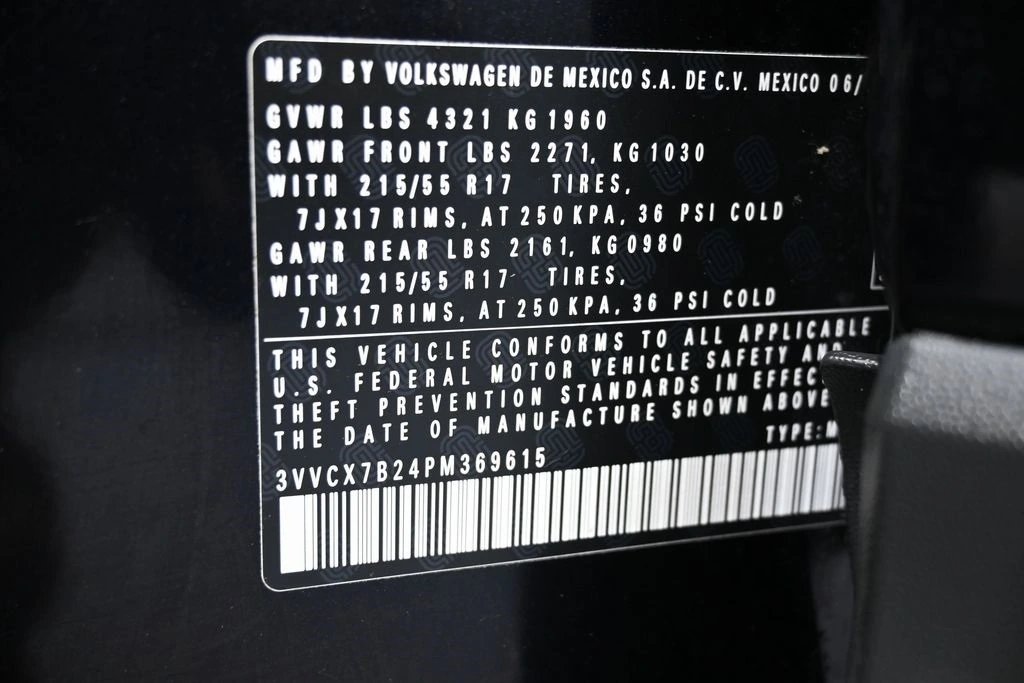 MFD BY VOLKSWAGEN DE MEXICO S.A. DE C.V. MEXICO 06/
GVWR LBS 4321 KG 1960
GAWR FRONT LBS 2271, KG 1030
WITH 215/55 R17 TIRES,
7JX17 RIMS, AT 250 KPA, 36 PSI COLD
GAWR REAR LBS 2161, KG 0980
WITH 215/55 R17 TIRES,
7JX17 RIMS, AT 250 KPA, 36 PSI COLD
THIS VEHICLE CONFORMS TO ALL APPLICABLE
U.S. FEDERAL MOTOR VEHICLE SAFETY AND
THEFT PREVENTION STANDARDS IN EFFEC
THE DATE OF MANUFACTURE SHOWN ABOVE
TYPE: M
3VVCX7B24PM369615